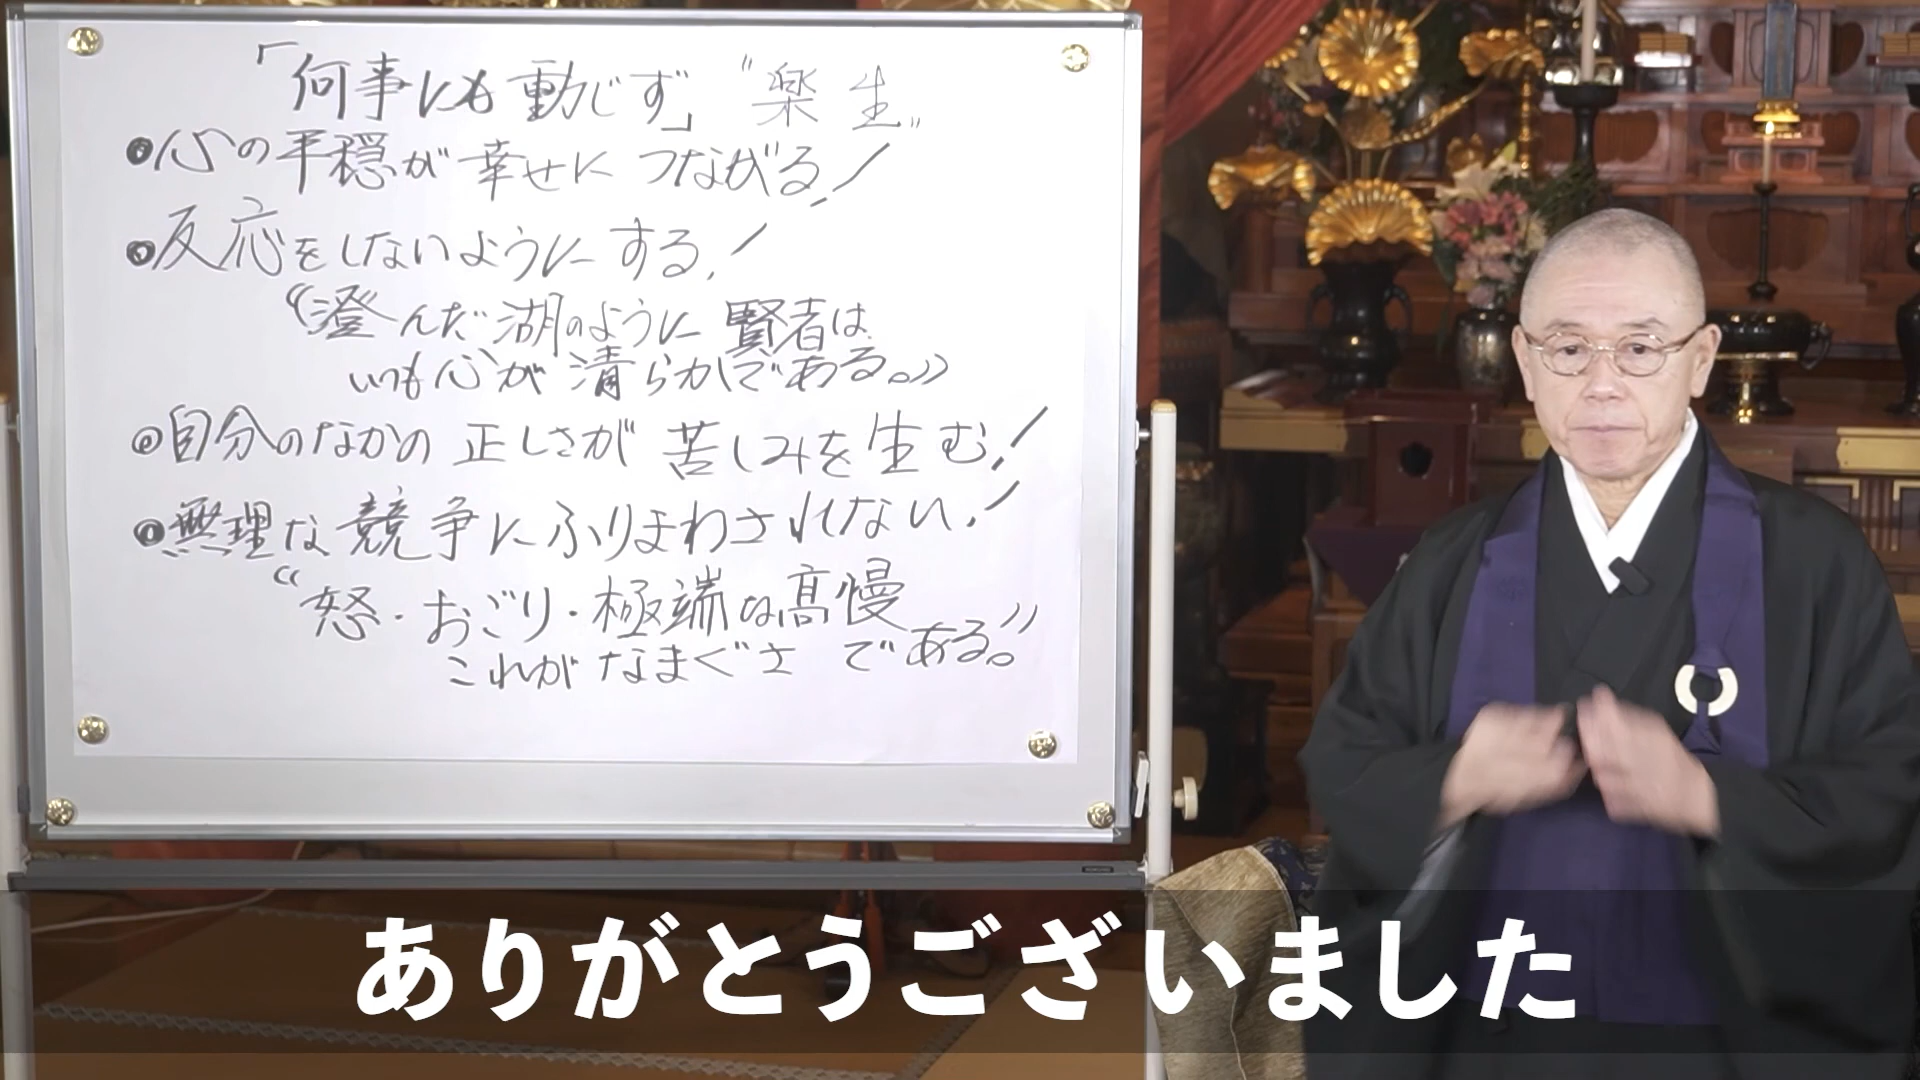 「何事にも動じず」"楽生"
●心の平穏が幸せにつながる!
●反応をしないようにする!
"澄んだ湖のように賢者は
いつも心が清らかである。"
●自分のなかの正しさが苦しみを生む!
●無理な競争にふりまわされない!
"怒・おごり・極端な高慢
これがなまぐさである。"
ありがとうございました